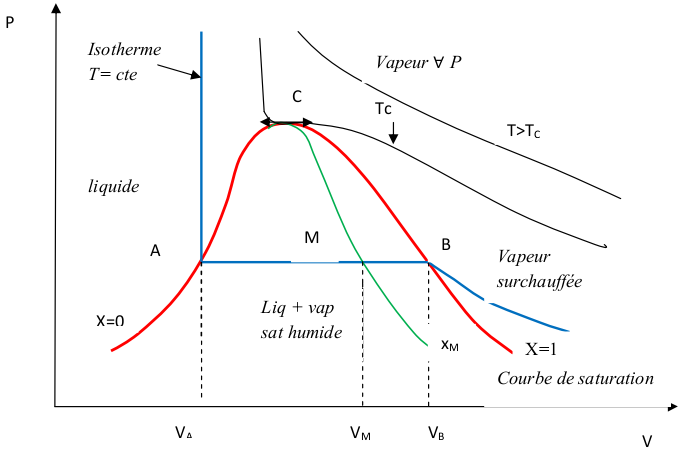 P
Isotherme
T= cte
Vapeur ∀ P
C
Tc
T>Tc
liquide
A
M
B
Vapeur
surchauffée
Liq + vap
sat humide
X=0
xM
X=1
Courbe de saturation
VA
VM
VB
V